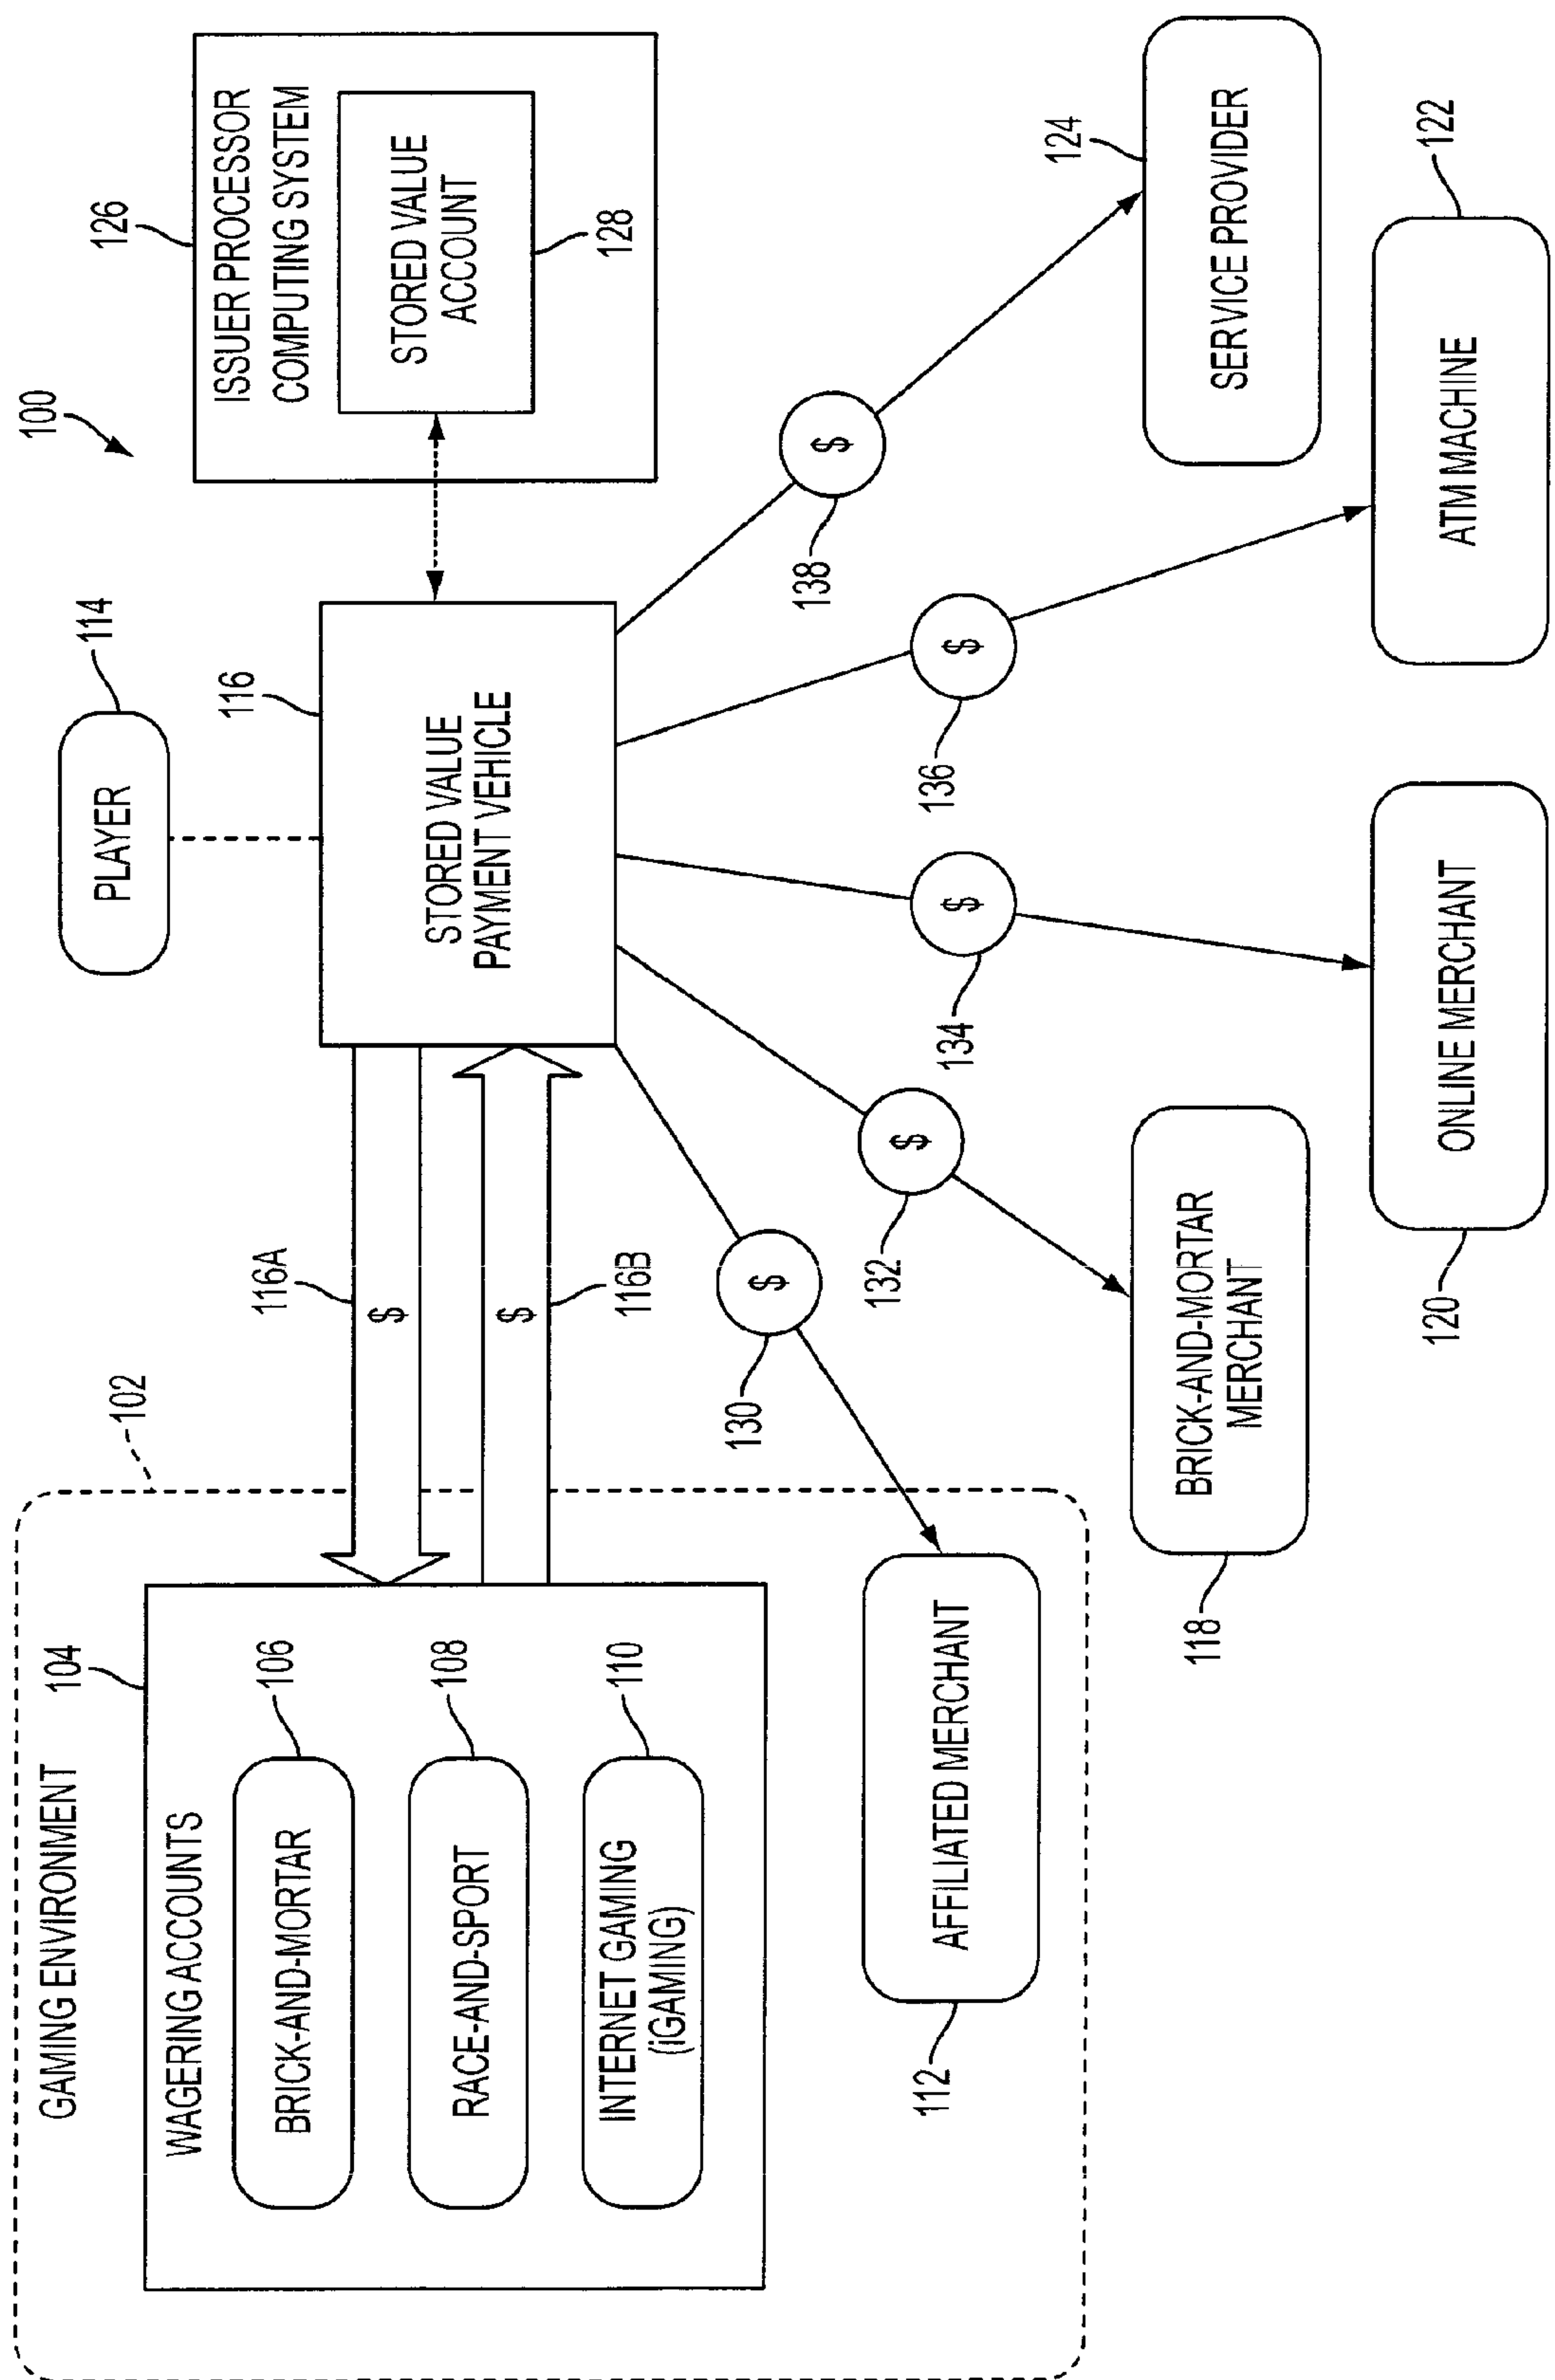 100
GAMING ENVIRONMENT
102
104
WAGERING ACCOUNTS
BRICK-AND-MORTAR
106
RACE-AND-SPORT
108
INTERNET GAMING
(iGAMING)
110
AFFILIATED MERCHANT
112
116A
$
$
116B
PLAYER
114
116
STORED VALUE
PAYMENT VEHICLE
126
ISSUER PROCESSOR
COMPUTING SYSTEM
STORED VALUE
ACCOUNT
128
$
130
$
132
$
134
$
136
$
138
BRICK-AND-MORTAR
MERCHANT
118
ONLINE MERCHANT
120
ATM MACHINE
122
SERVICE PROVIDER
124